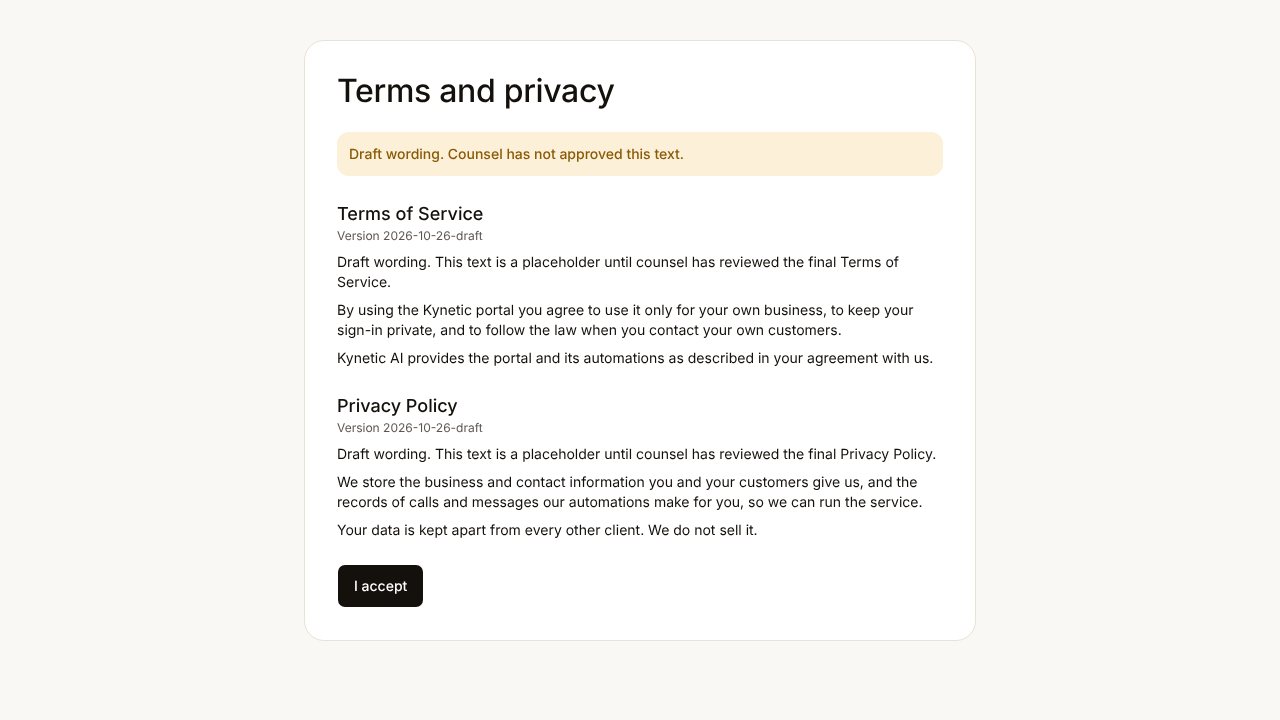 Terms and privacy
Draft wording. Counsel has not approved this text.
Terms of Service
Version 2026-10-26-draft
Draft wording. This text is a placeholder until counsel has reviewed the final Terms of
Service.
By using the Kynetic portal you agree to use it only for your own business, to keep your
sign-in private, and to follow the law when you contact your own customers.
Kynetic AI provides the portal and its automations as described in your agreement with us.
Privacy Policy
Version 2026-10-26-draft
Draft wording. This text is a placeholder until counsel has reviewed the final Privacy Policy.
We store the business and contact information you and your customers give us, and the
records of calls and messages our automations make for you, so we can run the service.
Your data is kept apart from every other client. We do not sell it.
I accept